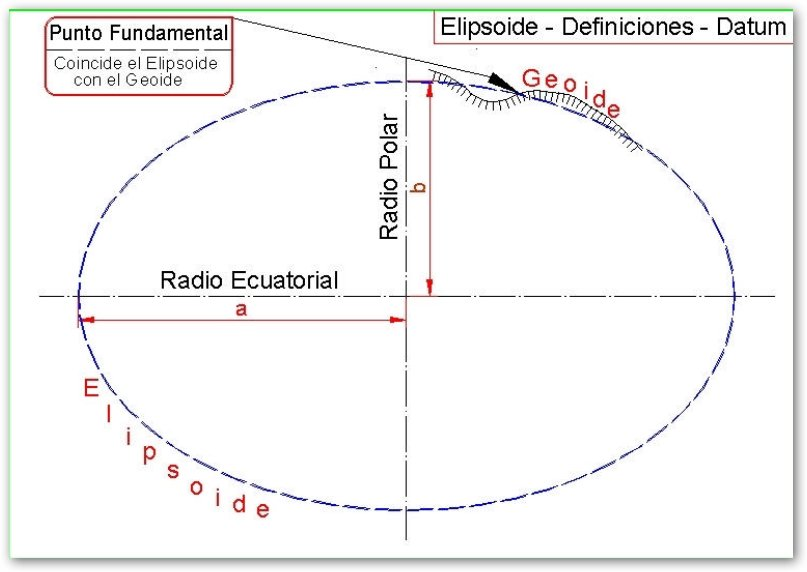 Elipsoide - Definiciones - Datum
Punto Fundamental
Coincide el Elipsoide
con el Geoide
Geoide
Radio Polar
b
Radio Ecuatorial
a
Elipsoide